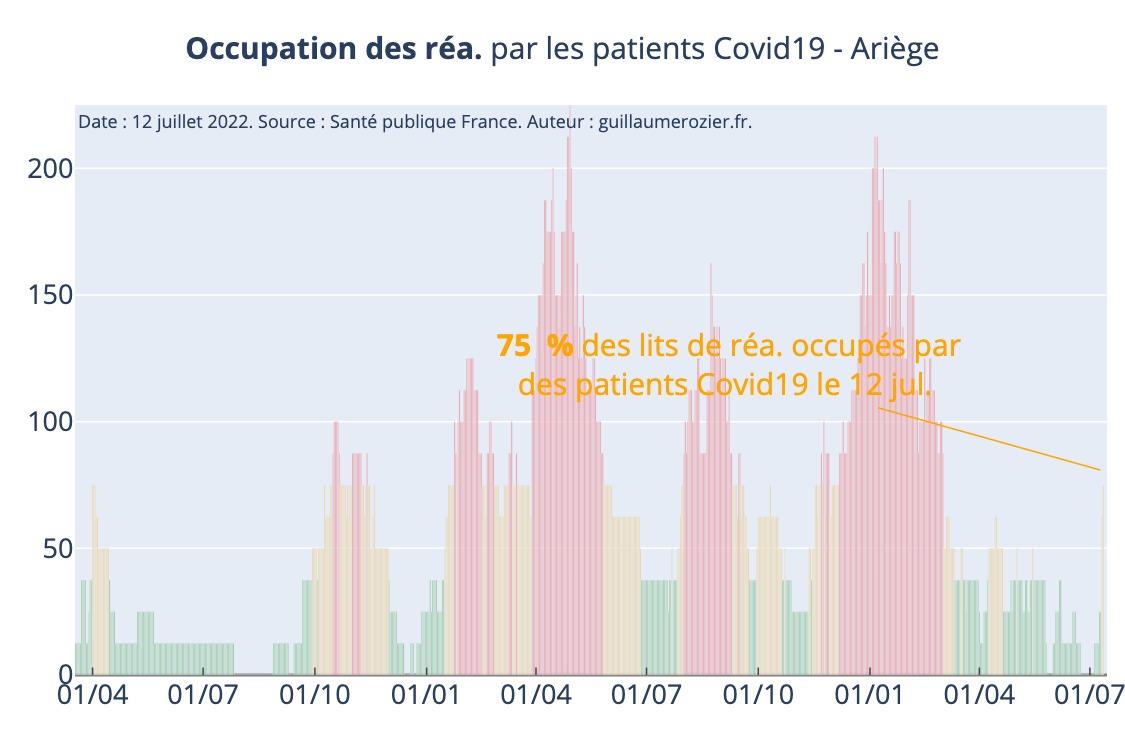 Occupation des réa. par les patients Covid19 - Ariège
Date : 12 juillet 2022. Source : Santé publique France. Auteur : guillaumerozier.fr.
200
150
75 % des lits de réa. occupés par
des patients Covid19 le 12 jul.
100
50
0
01/04 01/07 01/10 01/01 01/04 01/07 01/10 01/01 01/04 01/07